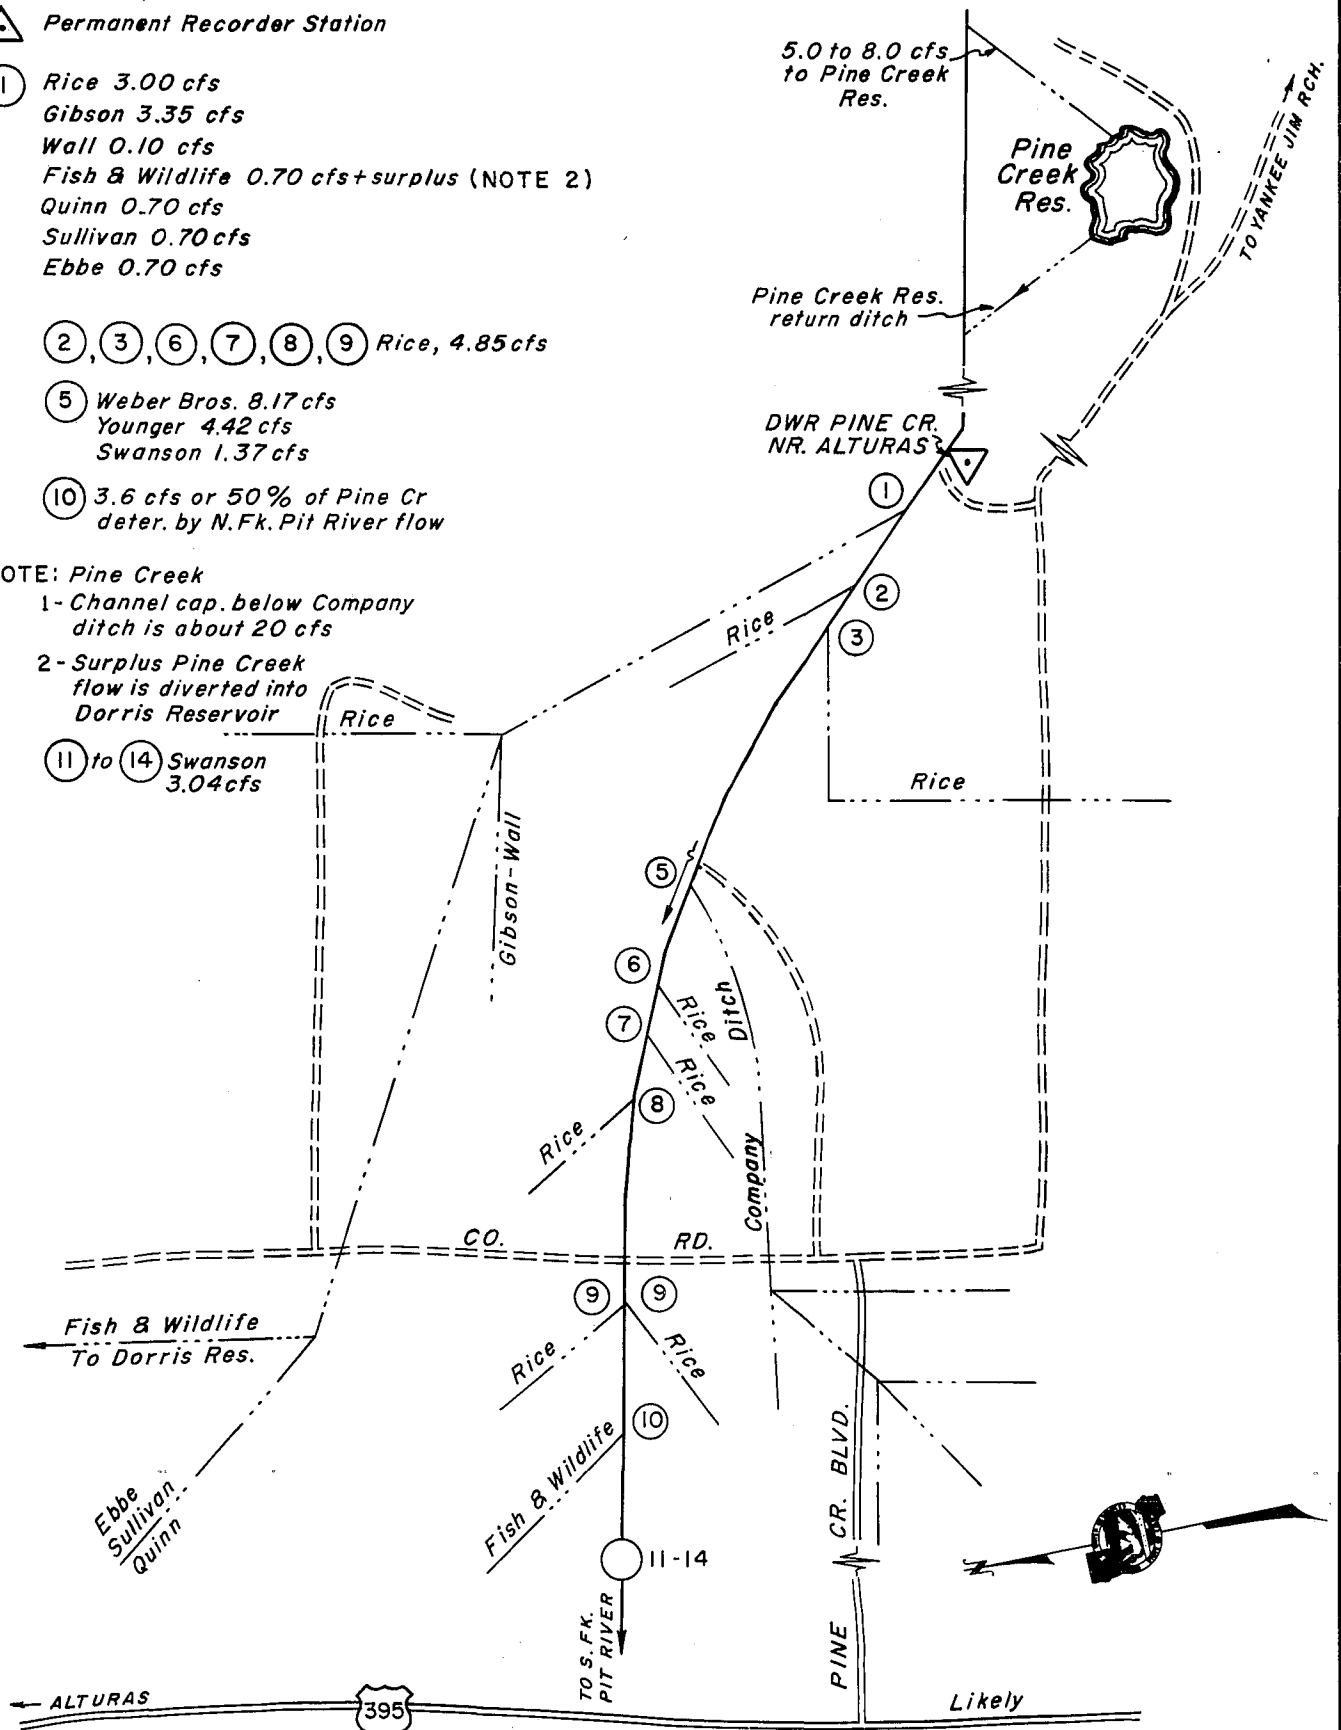 Permanent Recorder Station
1 Rice 3.00 cfs
Gibson 3.35 cfs
Wall 0.10 cfs
Fish & Wildlife 0.70 cfs + surplus (NOTE 2)
Quinn 0.70 cfs
Sullivan 0.70 cfs
Ebbe 0.70 cfs
2, 3, 6, 7, 8, 9 Rice, 4.85 cfs
5 Weber Bros. 8.17 cfs
Younger 4.42 cfs
Swanson 1.37 cfs
10 3.6 cfs or 50% of Pine Cr
deter. by N. Fk. Pit River flow
OTE: Pine Creek
1- Channel cap. below Company
ditch is about 20 cfs
2- Surplus Pine Creek
flow is diverted into
Dorris Reservoir
11 to 14 Swanson
3.04 cfs
5.0 to 8.0 cfs
to Pine Creek
Res.
Pine
Creek
Res.
TO YANKEE JIM RCH.
Pine Creek Res.
return ditch
DWR PINE CR.
NR. ALTURAS
1
2
Rice
3
Rice
Rice
Gibson-Wall
5
6
Rice
Ditch
7
Rice
8
Rice
Company
CO. RD.
9 9
Fish & Wildlife
To Dorris Res.
Rice
Rice
10
Fish & Wildlife
Ebbe
Sullivan
Quinn
11-14
TO S. FK.
PIT RIVER
PINE CR. BLVD.
ALTURAS
395
Likely